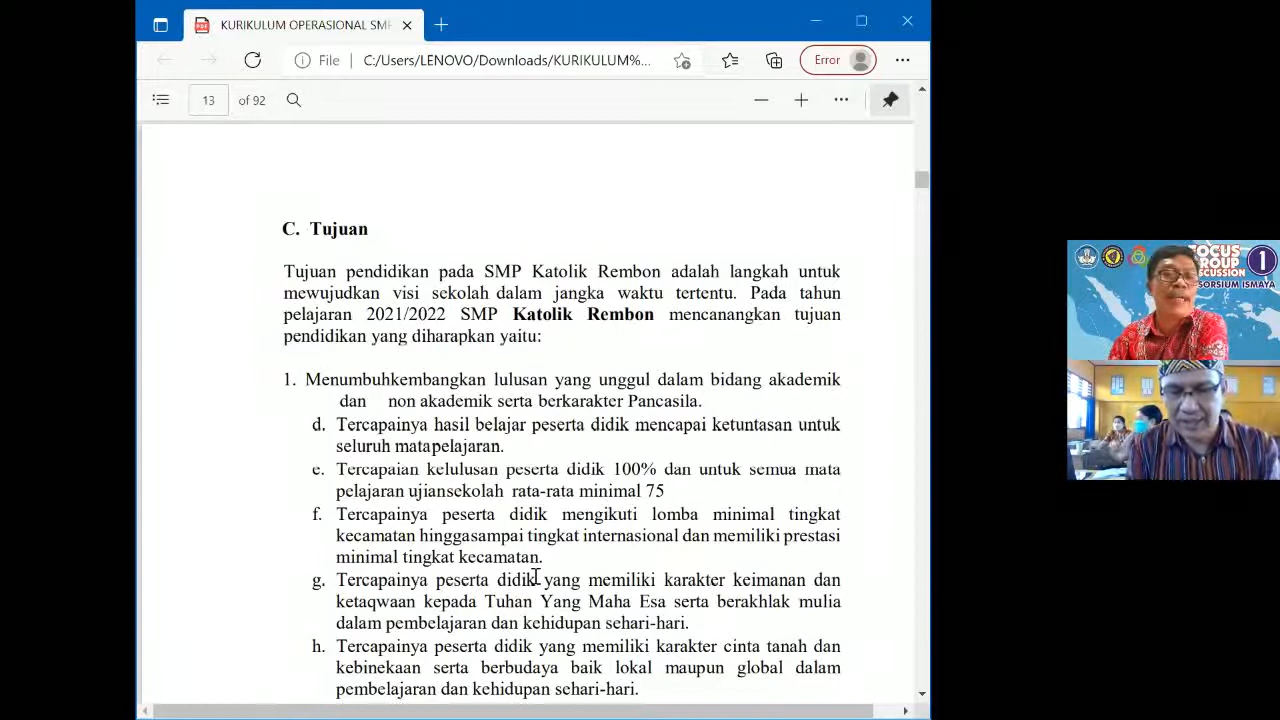 KURIKULUM OPERASIONAL SMP
File
C:/Users/LENOVO/Downloads/KURIKULUM%...
Error
13 of 92
C. Tujuan
Tujuan pendidikan pada SMP Katolik Rembon adalah langkah untuk
mewujudkan visi sekolah dalam jangka waktu tertentu. Pada tahun
pelajaran 2021/2022 SMP Katolik Rembon mencanangkan tujuan
pendidikan yang diharapkan yaitu:
1. Menumbuhkembangkan lulusan yang unggul dalam bidang akademik
dan non akademik serta berkarakter Pancasila.
d. Tercapainya hasil belajar peserta didik mencapai ketuntasan untuk
seluruh matapelajaran.
e. Tercapaian kelulusan peserta didik 100% dan untuk semua mata
pelajaran ujiansekolah rata-rata minimal 75
f. Tercapainya peserta didik mengikuti lomba minimal tingkat
kecamatan hinggasampai tingkat internasional dan memiliki prestasi
minimal tingkat kecamatan.
g. Tercapainya peserta didik yang memiliki karakter keimanan dan
ketaqwaan kepada Tuhan Yang Maha Esa serta berakhlak mulia
dalam pembelajaran dan kehidupan sehari-hari.
h. Tercapainya peserta didik yang memiliki karakter cinta tanah dan
kebinekaan serta berbudaya baik lokal maupun global dalam
pembelajaran dan kehidupan sehari-hari.
FOCUS
GROUP
DISCUSSION
1
SORSIUM ISMAYA